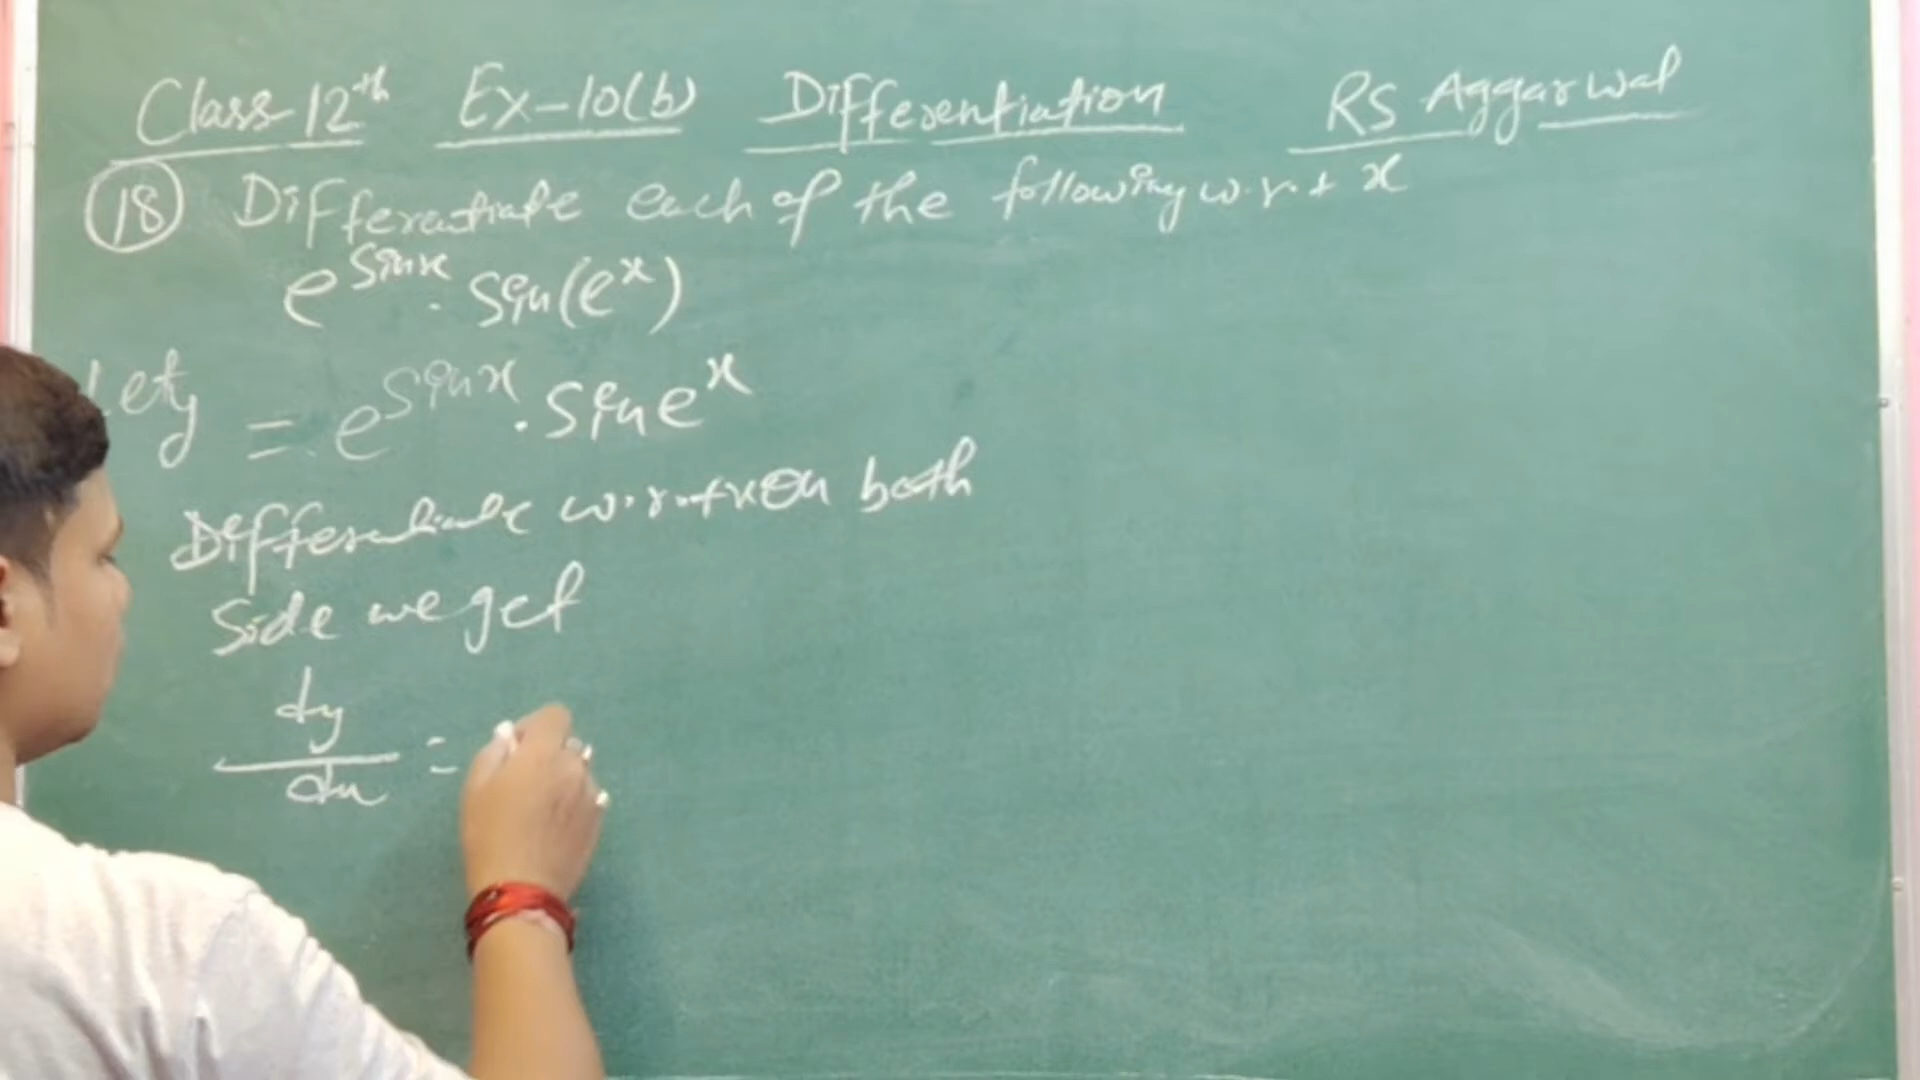 Class-12th Ex-10(b) Differentiation RS Aggarwal
18 Differentiate each of the following w.r.t x
e^sinx . Sin(e^x)
Let y = e^sinx . Sin e^x
Differentiate w.r.t x on both
Side we get
dy/dx =